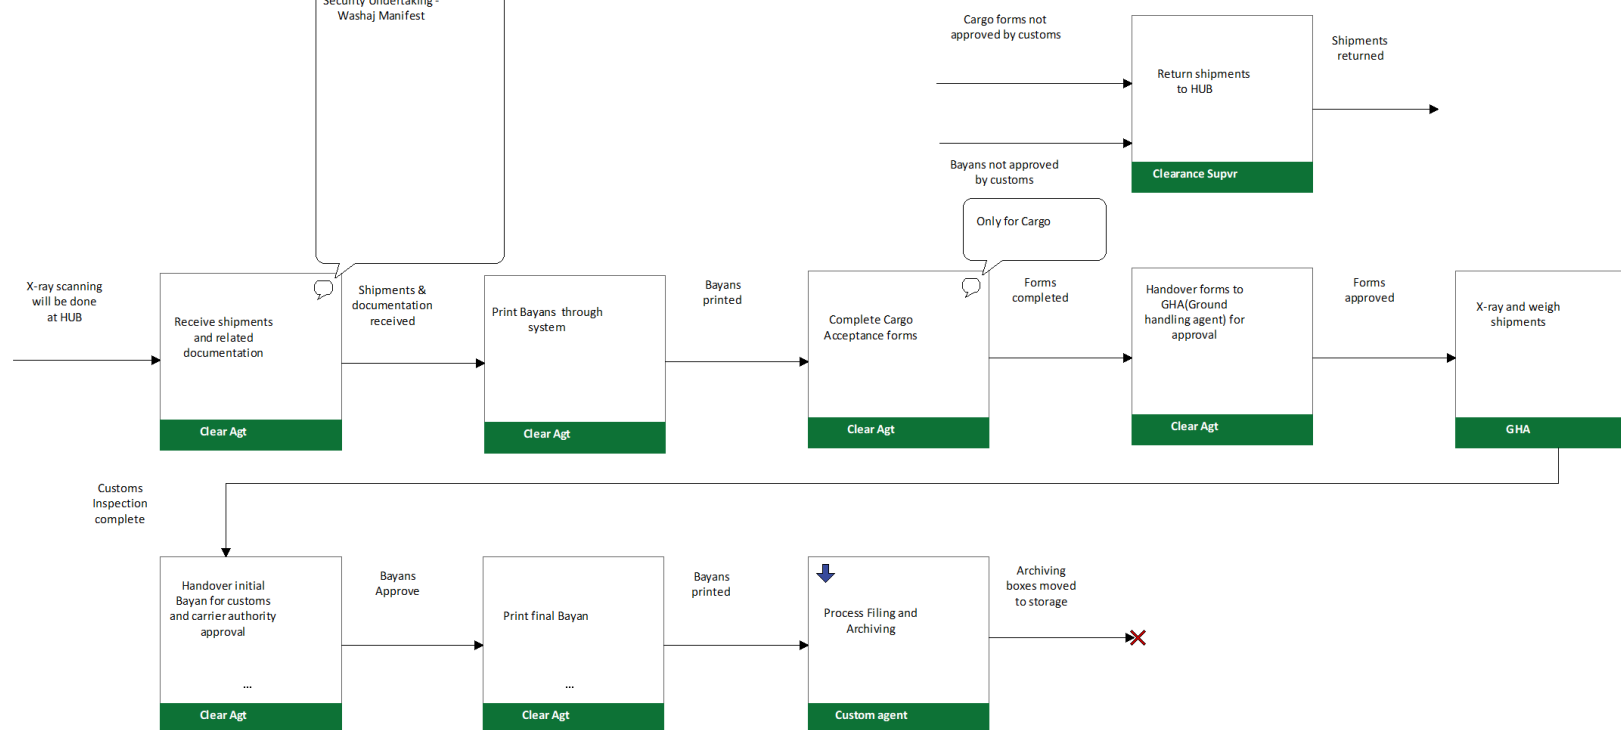 Security Undertaking -
Washaj Manifest
Cargo forms not
approved by customs
Shipments
returned
Return shipments
to HUB
Bayans not approved
by customs
Clearance Supvr
Only for Cargo
X-ray scanning
will be done
at HUB
Receive shipments
and related
documentation
Clear Agt
Shipments &
documentation
received
Print Bayans through
system
Clear Agt
Bayans
printed
Complete Cargo
Acceptance forms
Clear Agt
Forms
completed
Handover forms to
GHA(Ground
handling agent) for
approval
Clear Agt
Forms
approved
X-ray and weigh
shipments
GHA
Customs
Inspection
complete
Handover initial
Bayan for customs
and carrier authority
approval
...
Clear Agt
Bayans
Approve
Print final Bayan
...
Clear Agt
Bayans
printed
Process Filing and
Archiving
Custom agent
Archiving
boxes moved
to storage